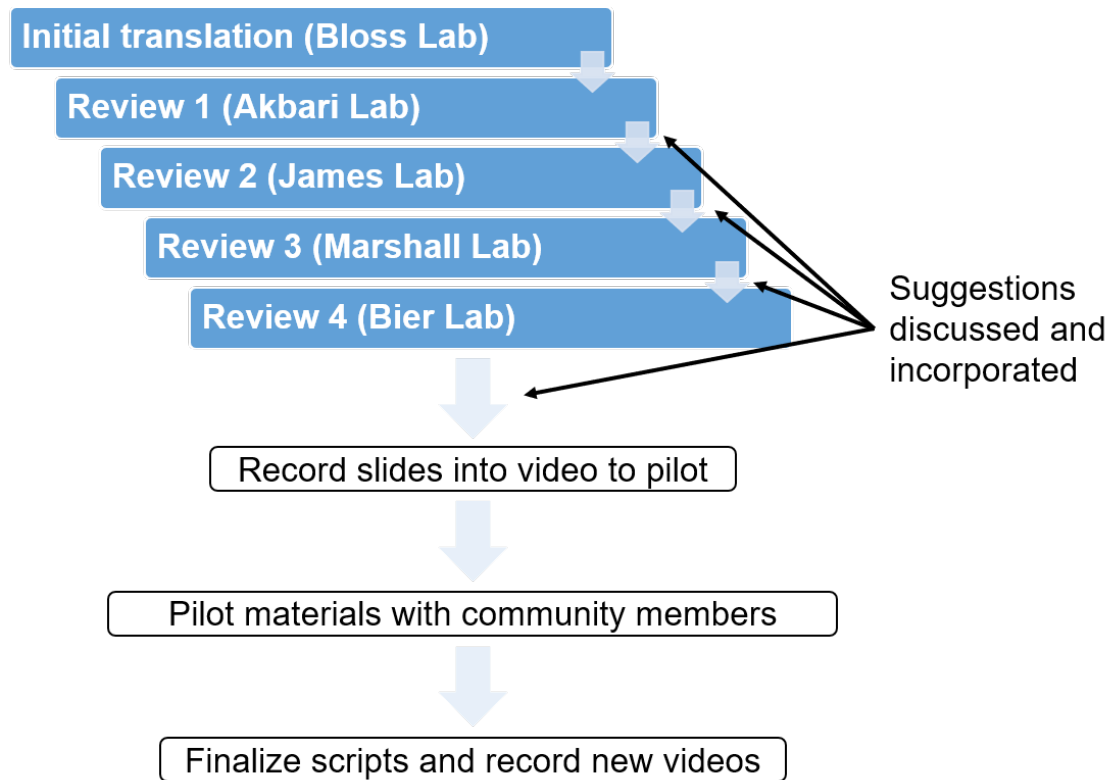 Initial translation (Bloss Lab)
Review 1 (Akbari Lab)
Review 2 (James Lab)
Review 3 (Marshall Lab)
Review 4 (Bier Lab)
Suggestions
discussed and
incorporated
Record slides into video to pilot
Pilot materials with community members
Finalize scripts and record new videos